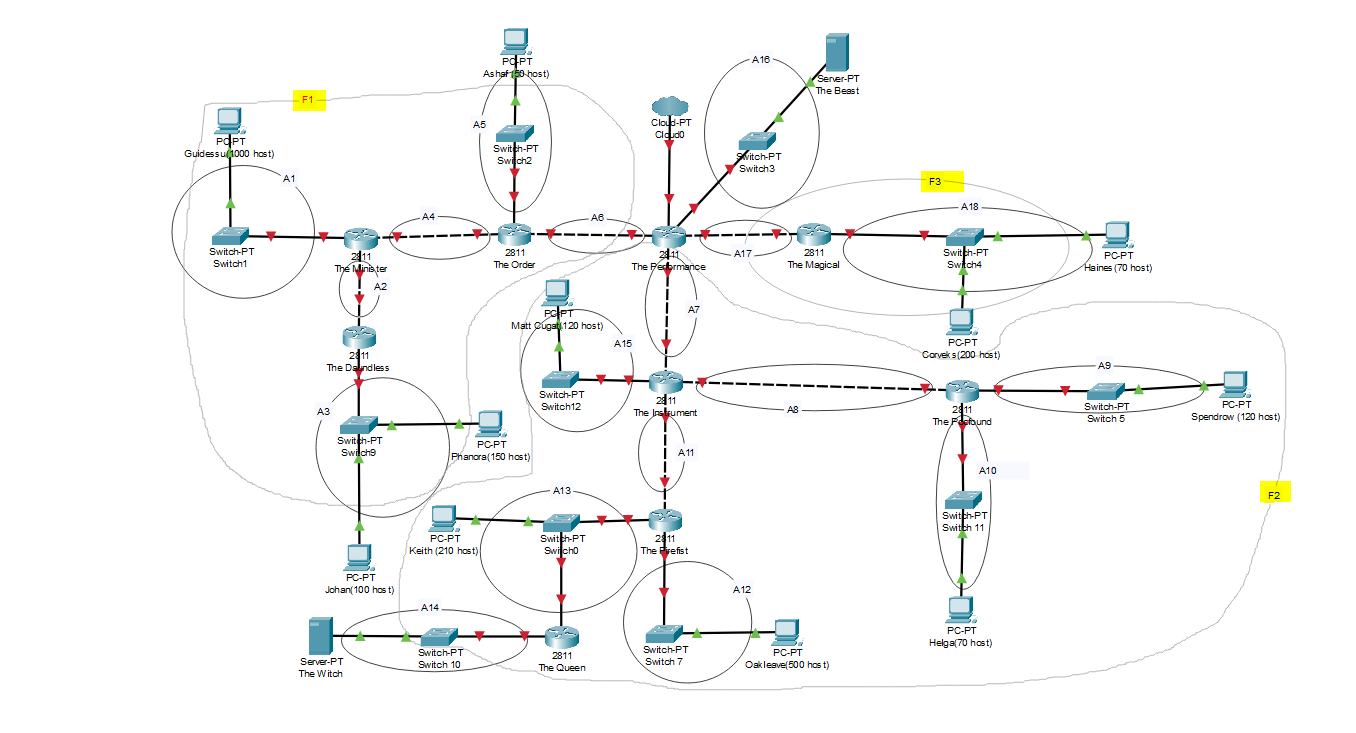 PC-PT
Ashaf (50 host)
A16
Server-PT
The Beast
F1
PC-PT
Guidessu(1000 host)
A5
Switch-PT
Switch2
Cloud-PT
Cloud0
Switch-PT
Switch3
A1
F3
A4
A6
A17
A18
Switch-PT
Switch1
2811
The Minister
2811
The Order
2811
The Performance
2811
The Magical
Switch-PT
Switch4
PC-PT
Haines (70 host)
A2
PC-PT
Matt Cugat(120 host)
A7
PC-PT
Corveks(200 host)
2811
The Daundless
A15
A9
Switch-PT
Switch12
2811
The Instrument
A8
2811
The Profound
Switch-PT
Switch 5
PC-PT
Spendrow (120 host)
A3
Switch-PT
Switch9
PC-PT
Phanora(150 host)
A11
A10
A13
F2
PC-PT
Keith (210 host)
Switch-PT
Switch0
2811
The Firefist
Switch-PT
Switch 11
PC-PT
Johan(100 host)
A14
A12
Server-PT
The Witch
Switch-PT
Switch 10
2811
The Queen
Switch-PT
Switch 7
PC-PT
Oakleave(500 host)
PC-PT
Helga(70 host)